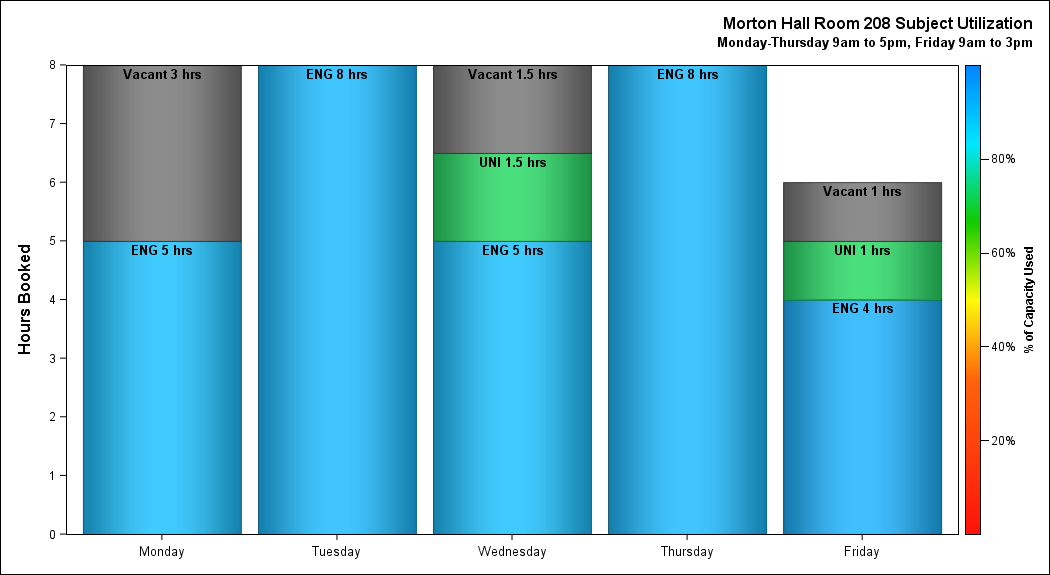 Morton Hall Room 208 Subject Utilization
Monday-Thursday 9am to 5pm, Friday 9am to 3pm
Hours Booked
8
7
6
5
4
3
2
1
0
Vacant 3 hrs
ENG 5 hrs
ENG 8 hrs
Vacant 1.5 hrs
UNI 1.5 hrs
ENG 5 hrs
ENG 8 hrs
Vacant 1 hrs
UNI 1 hrs
ENG 4 hrs
Monday
Tuesday
Wednesday
Thursday
Friday
80%
60%
40%
20%
% of Capacity Used